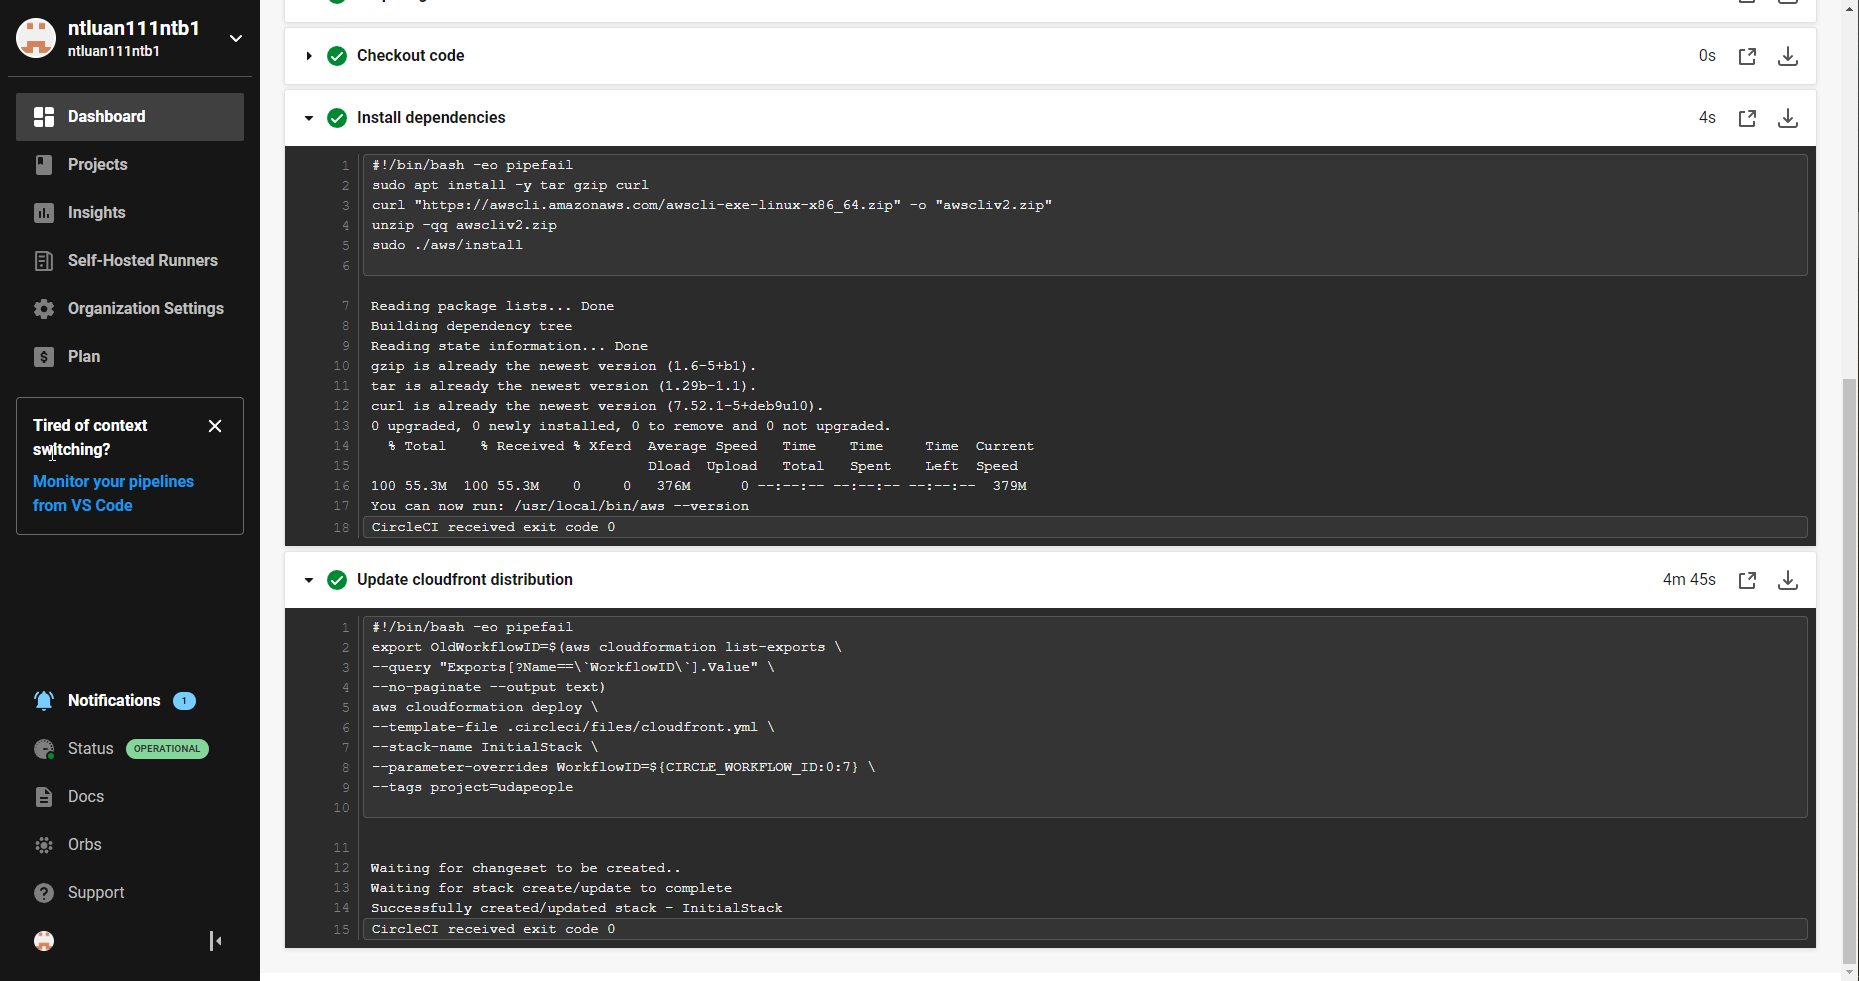 ntluan111ntb1
ntluan111ntb1
Dashboard
Projects
Insights
Self-Hosted Runners
Organization Settings
$ Plan
Tired of context
switching?
Monitor your pipelines
from VS Code
Notifications 1
Status OPERATIONAL
Docs
Orbs
? Support
Checkout code 0s
Install dependencies 4s
1 #!/bin/bash -eo pipefail
2 sudo apt install -y tar gzip curl
3 curl "https://awscli.amazonaws.com/awscli-exe-linux-x86_64.zip" -o "awscliv2.zip"
4 unzip -qq awscliv2.zip
5 sudo ./aws/install
6
7 Reading package lists... Done
8 Building dependency tree
9 Reading state information... Done
10 gzip is already the newest version (1.6-5+b1).
11 tar is already the newest version (1.29b-1.1).
12 curl is already the newest version (7.52.1-5+deb9u10).
13 0 upgraded, 0 newly installed, 0 to remove and 0 not upgraded.
14 % Total % Received % Xferd Average Speed Time Time Time Current
15 Dload Upload Total Spent Left Speed
16 100 55.3M 100 55.3M 0 0 376M 0 --:--:-- --:--:-- --:--:-- 379M
17 You can now run: /usr/local/bin/aws --version
18 CircleCI received exit code 0
Update cloudfront distribution 4m 45s
1 #!/bin/bash -eo pipefail
2 export OldWorkflowID=$(aws cloudformation list-exports \
3 --query "Exports[?Name==\`WorkflowID\`].Value" \
4 --no-paginate --output text)
5 aws cloudformation deploy \
6 --template-file .circleci/files/cloudfront.yml \
7 --stack-name InitialStack \
8 --parameter-overrides WorkflowID=${CIRCLE_WORKFLOW_ID:0:7} \
9 --tags project=udapeople
10
11
12 Waiting for changeset to be created..
13 Waiting for stack create/update to complete
14 Successfully created/updated stack - InitialStack
15 CircleCI received exit code 0